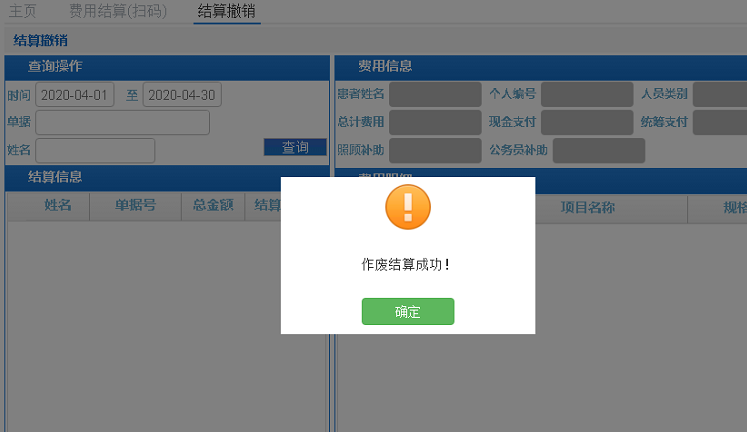 主页 费用结算(扫码) 结算撤销
结算撤销
查询操作
时间 2020-04-01 至 2020-04-30
单据
姓名 查询
结算信息
姓名 单据号 总金额 结算
费用信息
患者姓名 个人编号 人员类别
总计费用 现金支付 统筹支付
照顾补助 公务员补助
费用明细
项目名称 规格
作废结算成功!
确定